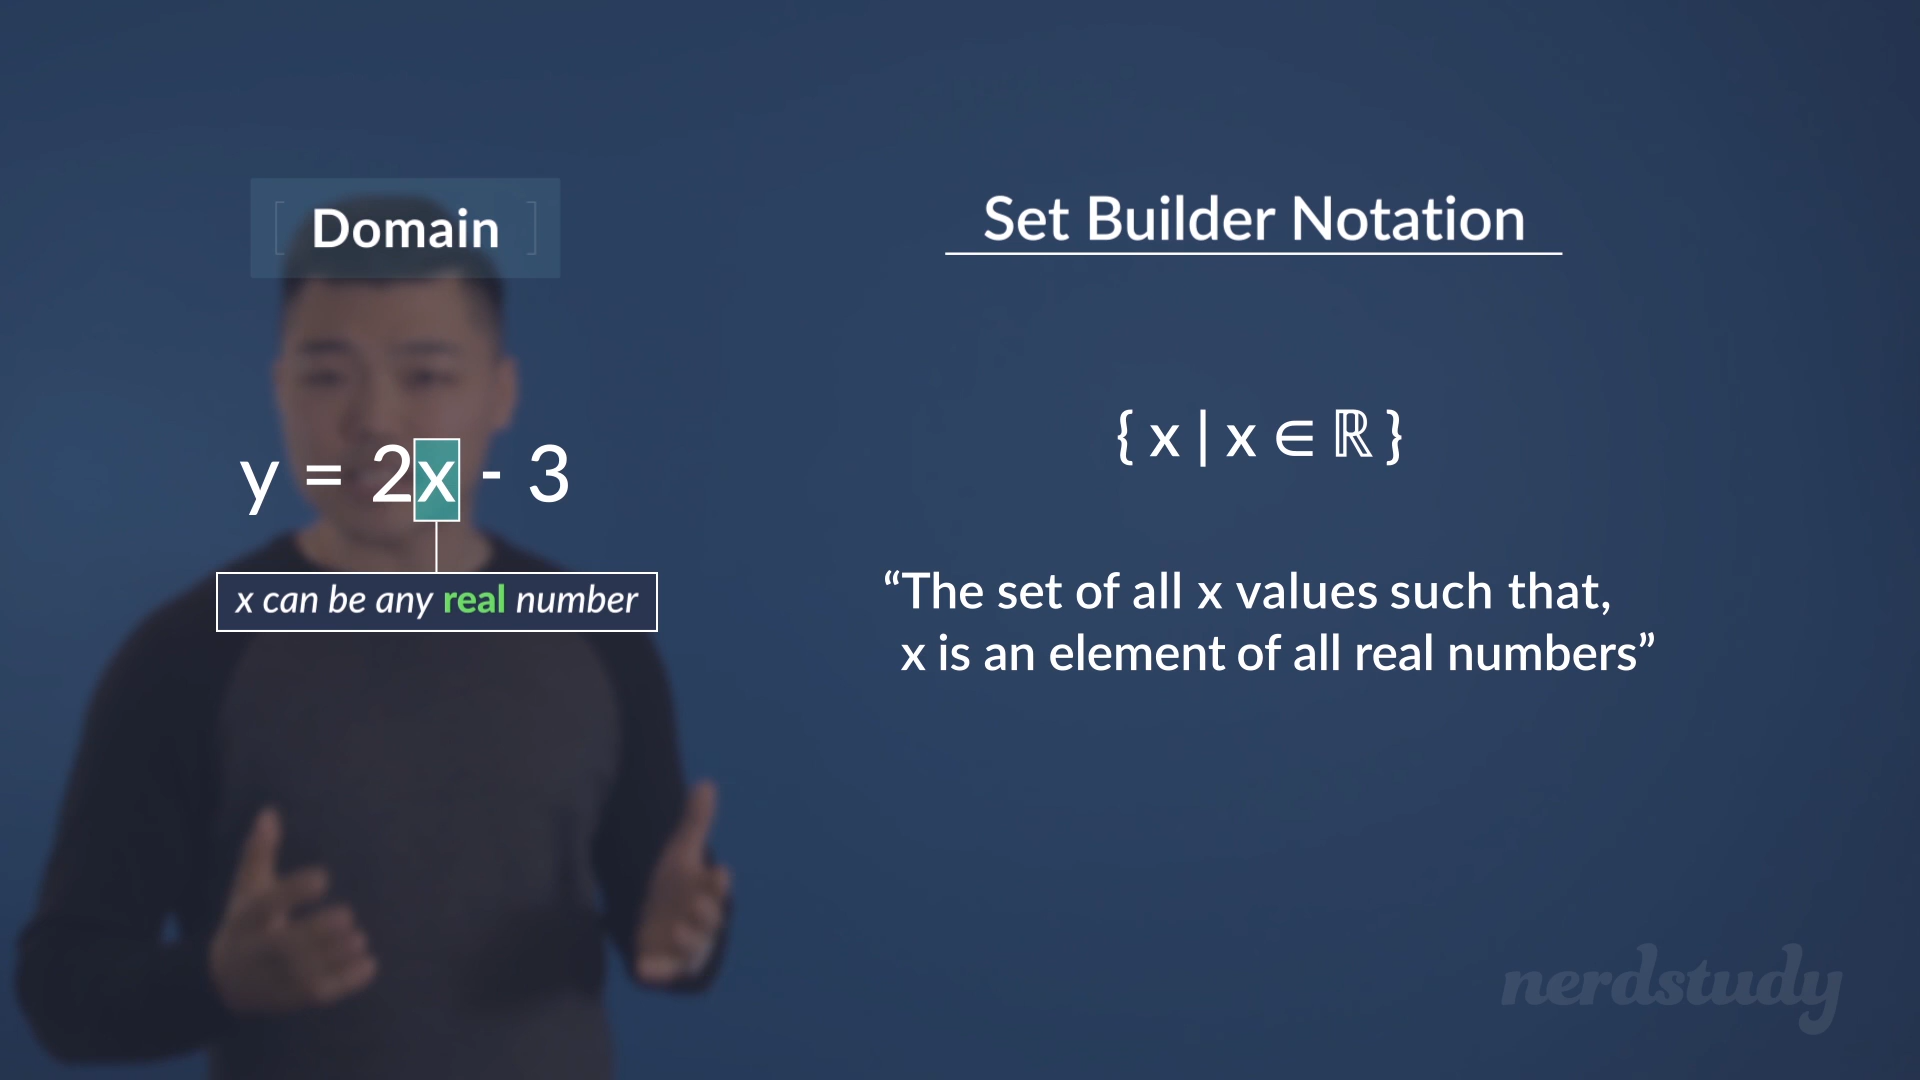 [ Domain ]
y = 2x - 3
x can be any real number
Set Builder Notation
{ x | x ∈ ℝ }
“The set of all x values such that,
x is an element of all real numbers”
nerdstudy